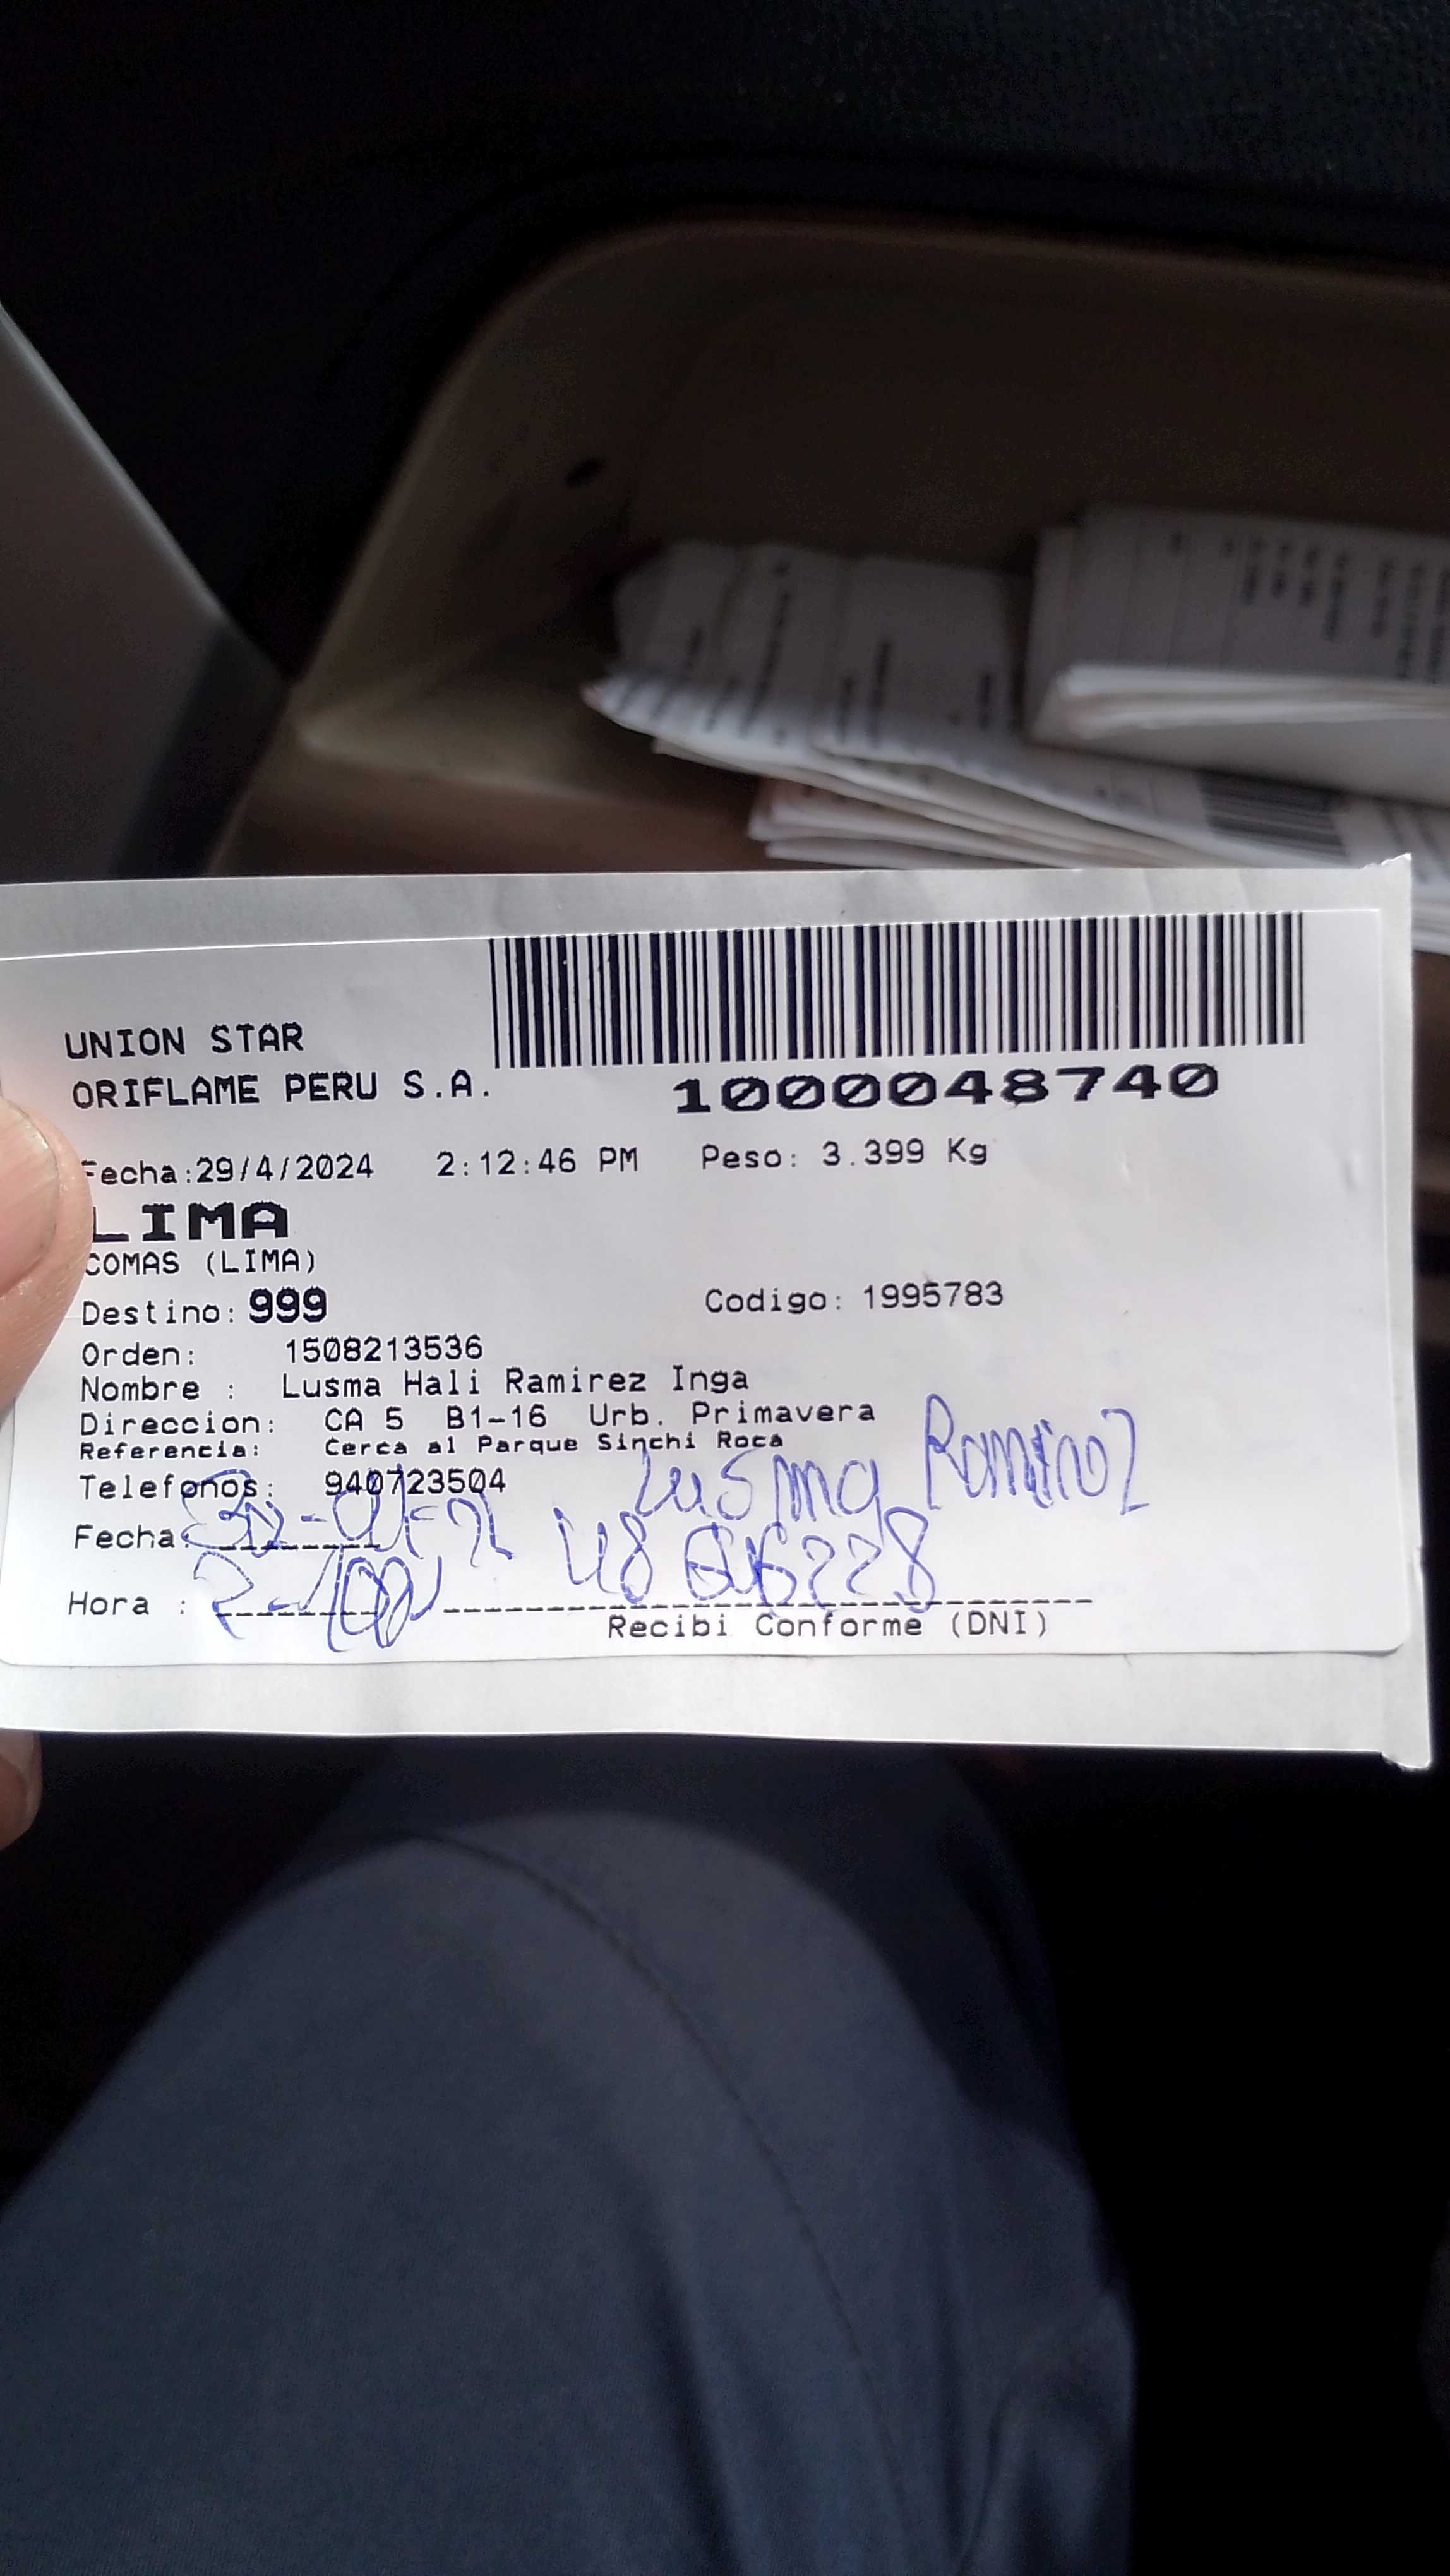 UNION STAR
ORIFLAME PERU S.A.
1000048740
Fecha:29/4/2024 2:12:46 PM Peso: 3.399 Kg
LIMA
COMAS (LIMA)
Destino: 999 Codigo: 1995783
Orden: 1508213536
Nombre : Lusma Hali Ramirez Inga
Direccion: CA 5 B1-16 Urb. Primavera
Referencia: Cerca al Parque Sinchi Roca
Telefonos: 940723504
Lusma Ramirez
Fecha:
Hora :
Recibi Conforme (DNI)